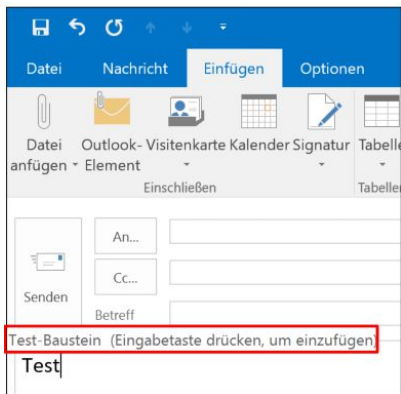 Datei Nachricht Einfügen Optionen
Datei anfügen
Outlook-Element
Visitenkarte
Kalender
Signatur
Tabelle
Einschließen
Tabellen
Senden
An...
Cc...
Betreff
Test-Baustein (Eingabetaste drücken, um einzufügen)
Test